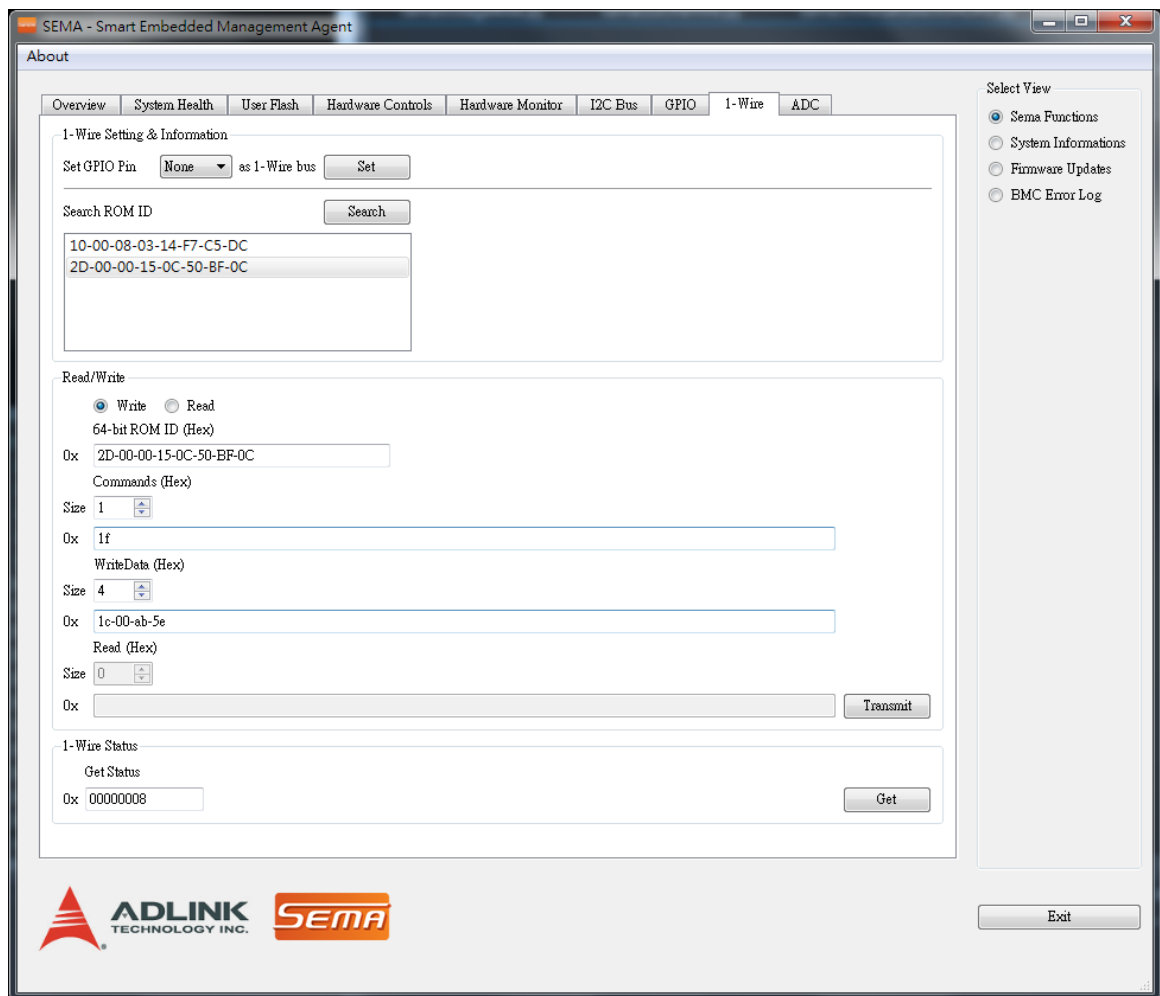 SEMA - Smart Embedded Management Agent
About
Overview System Health User Flash Hardware Controls Hardware Monitor I2C Bus GPIO 1-Wire ADC
1-Wire Setting & Information
Set GPIO Pin None as 1-Wire bus Set
Search ROM ID Search
10-00-08-03-14-F7-C5-DC
2D-00-00-15-0C-50-BF-0C
Read/Write
Write Read
64-bit ROM ID (Hex)
0x 2D-00-00-15-0C-50-BF-0C
Commands (Hex)
Size 1
0x 1f
WriteData (Hex)
Size 4
0x 1c-00-ab-5e
Read (Hex)
Size 0
0x Transmit
1-Wire Status
Get Status
0x 00000008 Get
Select View
Sema Functions
System Informations
Firmware Updates
BMC Error Log
ADLINK
TECHNOLOGY INC.
SEMA
Exit